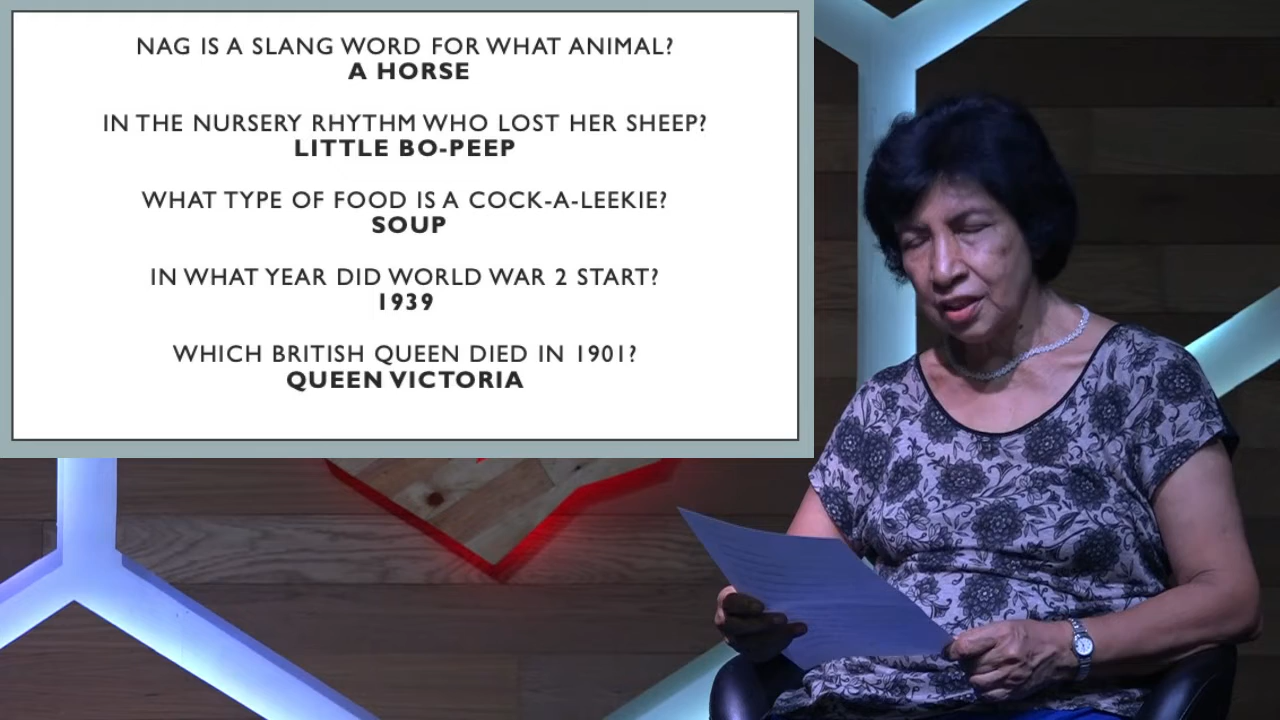 NAG IS A SLANG WORD FOR WHAT ANIMAL?
A HORSE
IN THE NURSERY RHYTHM WHO LOST HER SHEEP?
LITTLE BO-PEEP
WHAT TYPE OF FOOD IS A COCK-A-LEEKIE?
SOUP
IN WHAT YEAR DID WORLD WAR 2 START?
1939
WHICH BRITISH QUEEN DIED IN 1901?
QUEEN VICTORIA